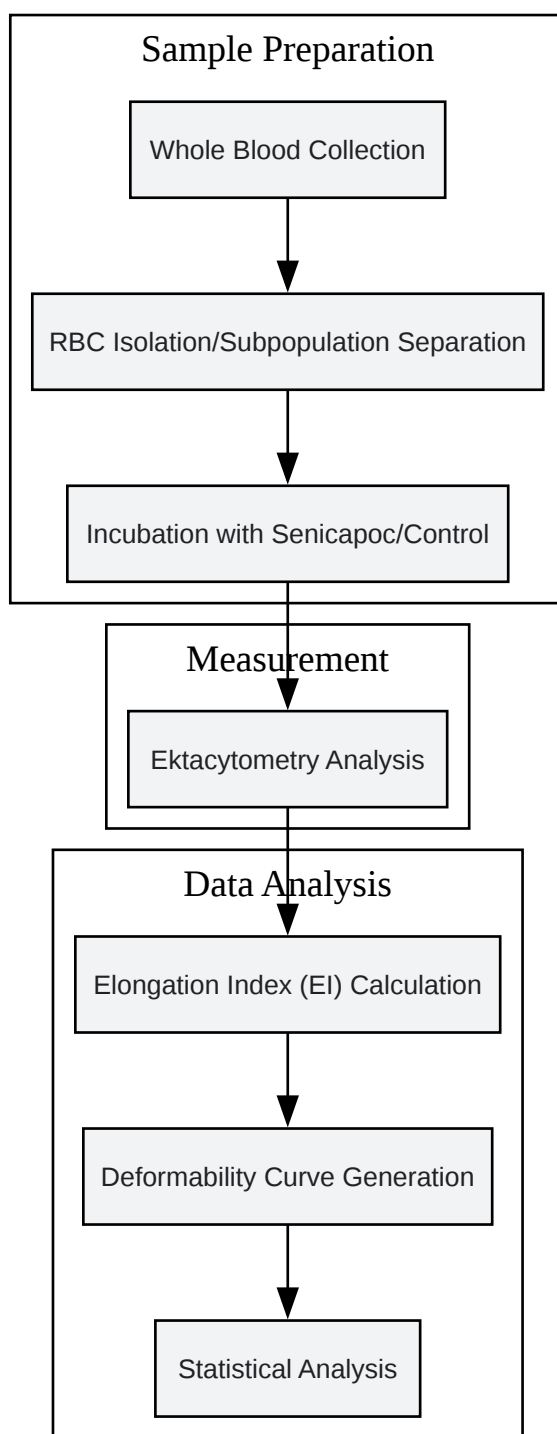 Sample Preparation
Whole Blood Collection
RBC Isolation/Subpopulation Separation
Incubation with Senicapoc/Control
Measurement
Ektacytometry Analysis
Data Analysis
Elongation Index (EI) Calculation
Deformability Curve Generation
Statistical Analysis